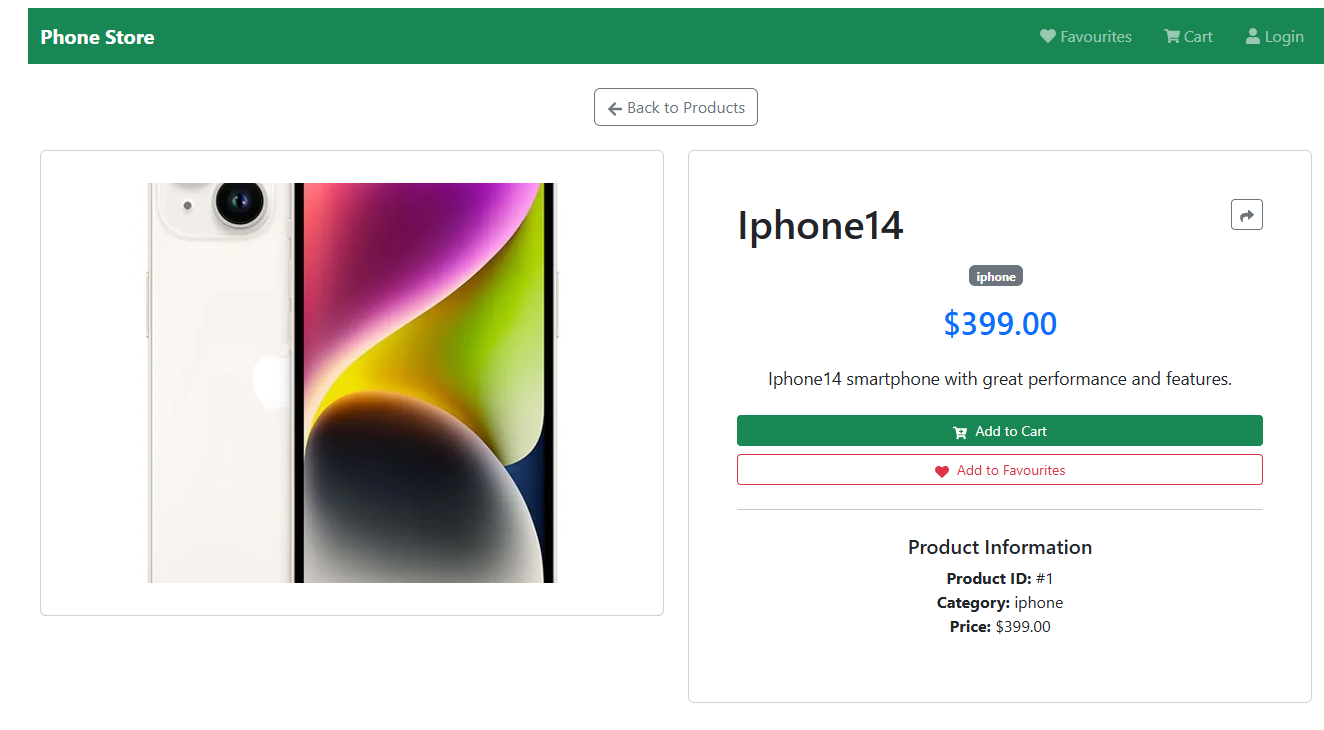 Phone Store
Favourites
Cart
Login
Back to Products
Iphone14
iphone
$399.00
Iphone14 smartphone with great performance and features.
Add to Cart
Add to Favourites
Product Information
Product ID: #1
Category: iphone
Price: $399.00